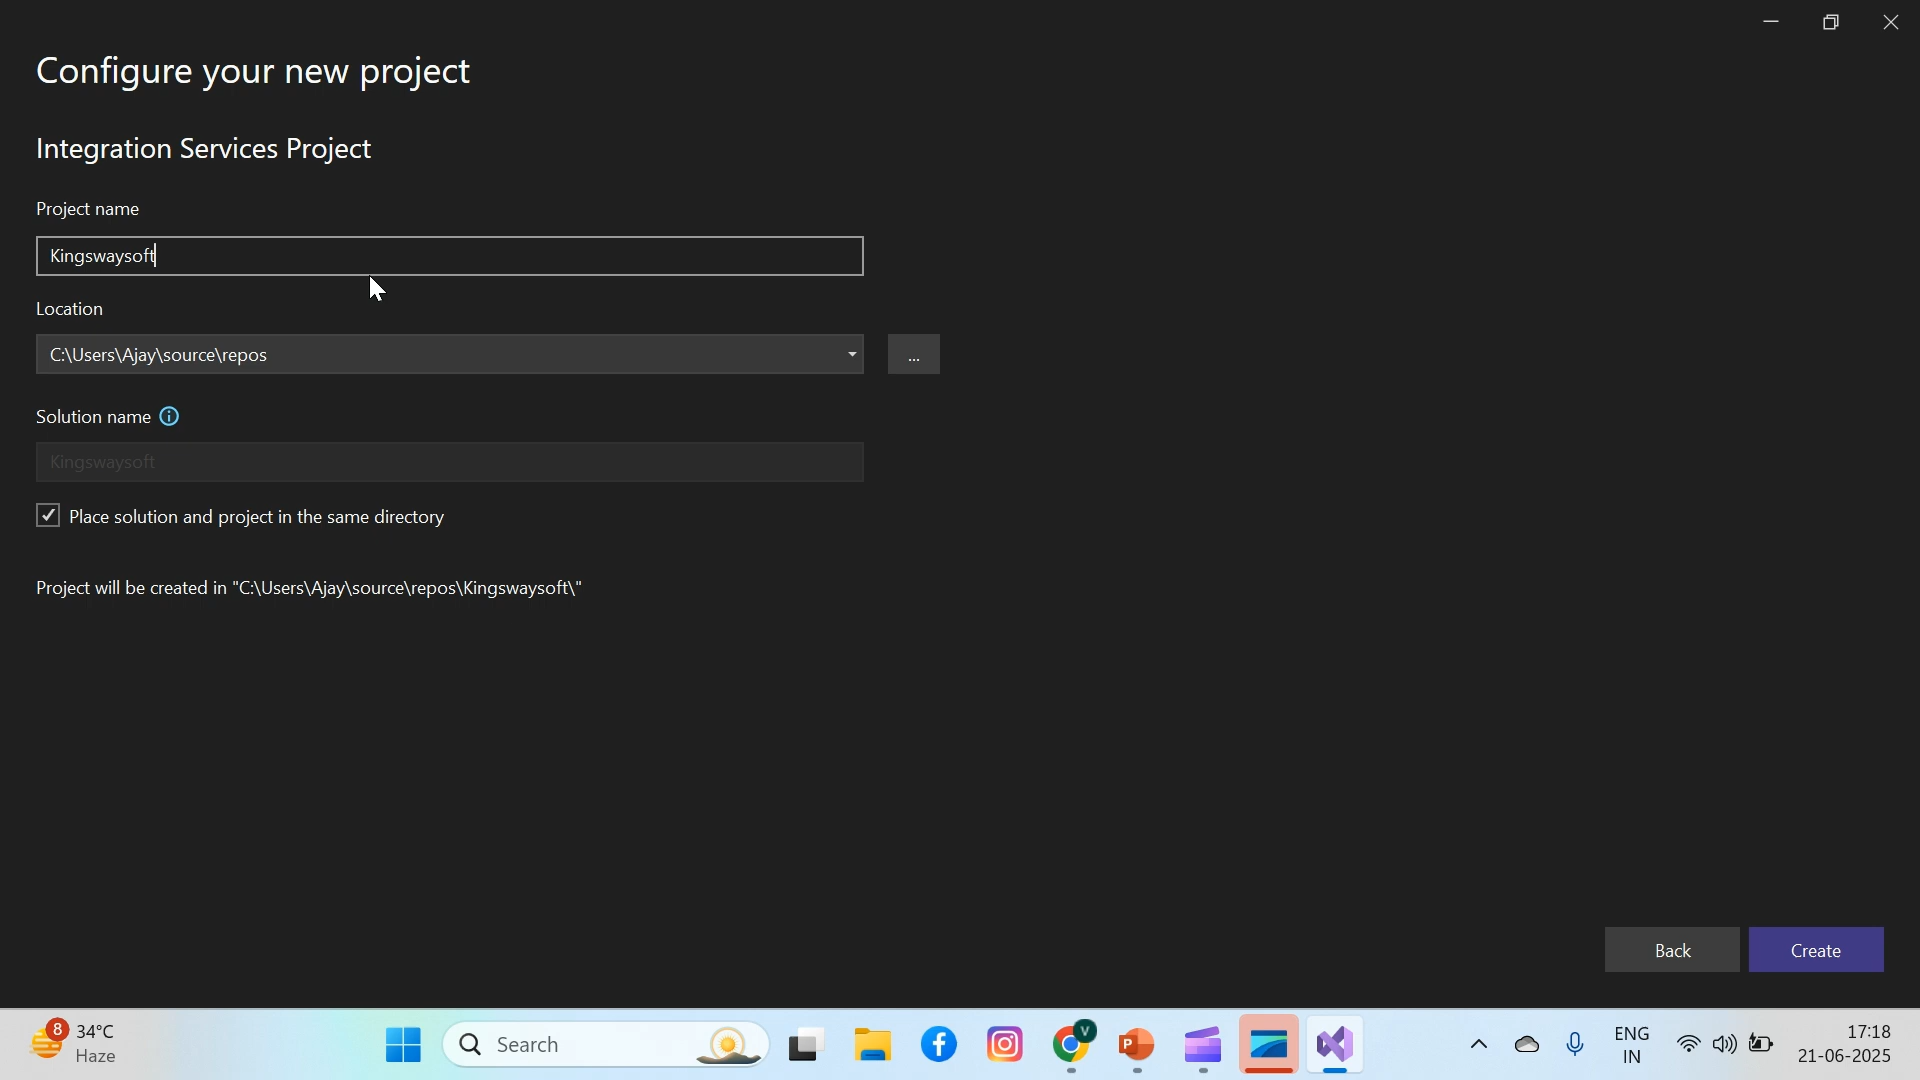 Configure your new project
Integration Services Project
Project name
Kingswaysoft
Location
C:\Users\Ajay\source\repos
...
Solution name
Kingswaysoft
Place solution and project in the same directory
Project will be created in "C:\Users\Ajay\source\repos\Kingswaysoft\"
Back
Create
8
34°C
Haze
Search
V
P
ENG
IN
17:18
21-06-2025